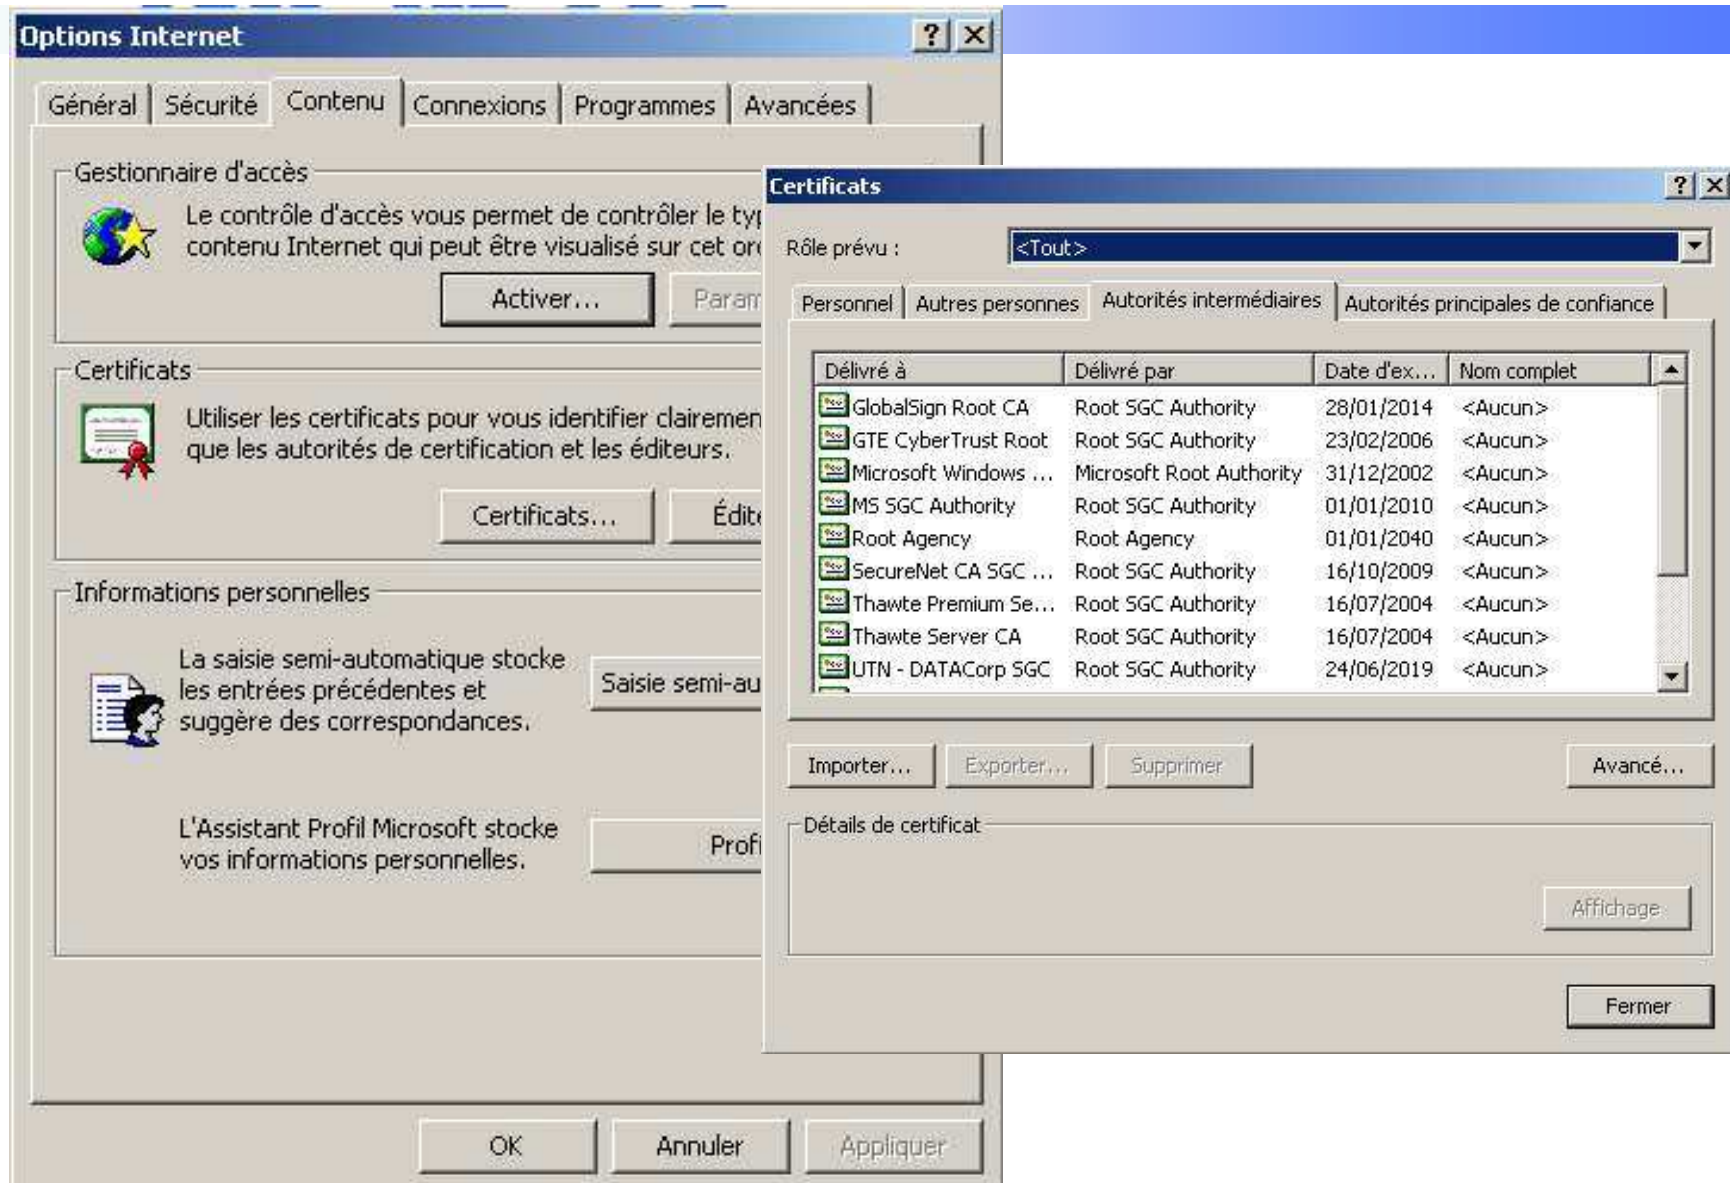 Options Internet
Général Sécurité Contenu Connexions Programmes Avancées
Gestionnaire d'accès
Le contrôle d'accès vous permet de contrôler le
contenu Internet qui peut être visualisé sur cet
Activer...
Certificats
Utiliser les certificats pour vous identifier
que les autorités de certification et les éditeurs.
Certificats...
Informations personnelles
La saisie semi-automatique stocke
les entrées précédentes et
suggère des correspondances.
Saisie
L'Assistant Profil Microsoft stocke
vos informations personnelles.
OK Annuler Appliquer
Certificats
Rôle prévu : <Tout>
Personnel Autres personnes Autorités intermédiaires Autorités principales de confiance
Délivré à Délivré par Date d'ex... Nom complet
GlobalSign Root CA Root SGC Authority 28/01/2014 <Aucun>
GTE CyberTrust Root Root SGC Authority 23/02/2006 <Aucun>
Microsoft Windows ... Microsoft Root Authority 31/12/2002 <Aucun>
MS SGC Authority Root SGC Authority 01/01/2010 <Aucun>
Root Agency Root Agency 01/01/2040 <Aucun>
SecureNet CA SGC ... Root SGC Authority 16/10/2009 <Aucun>
Thawte Premium Se... Root SGC Authority 16/07/2004 <Aucun>
Thawte Server CA Root SGC Authority 16/07/2004 <Aucun>
UTN - DATACorp SGC Root SGC Authority 24/06/2019 <Aucun>
Importer... Exporter... Supprimer Avancé...
Détails de certificat
Affichage
Fermer